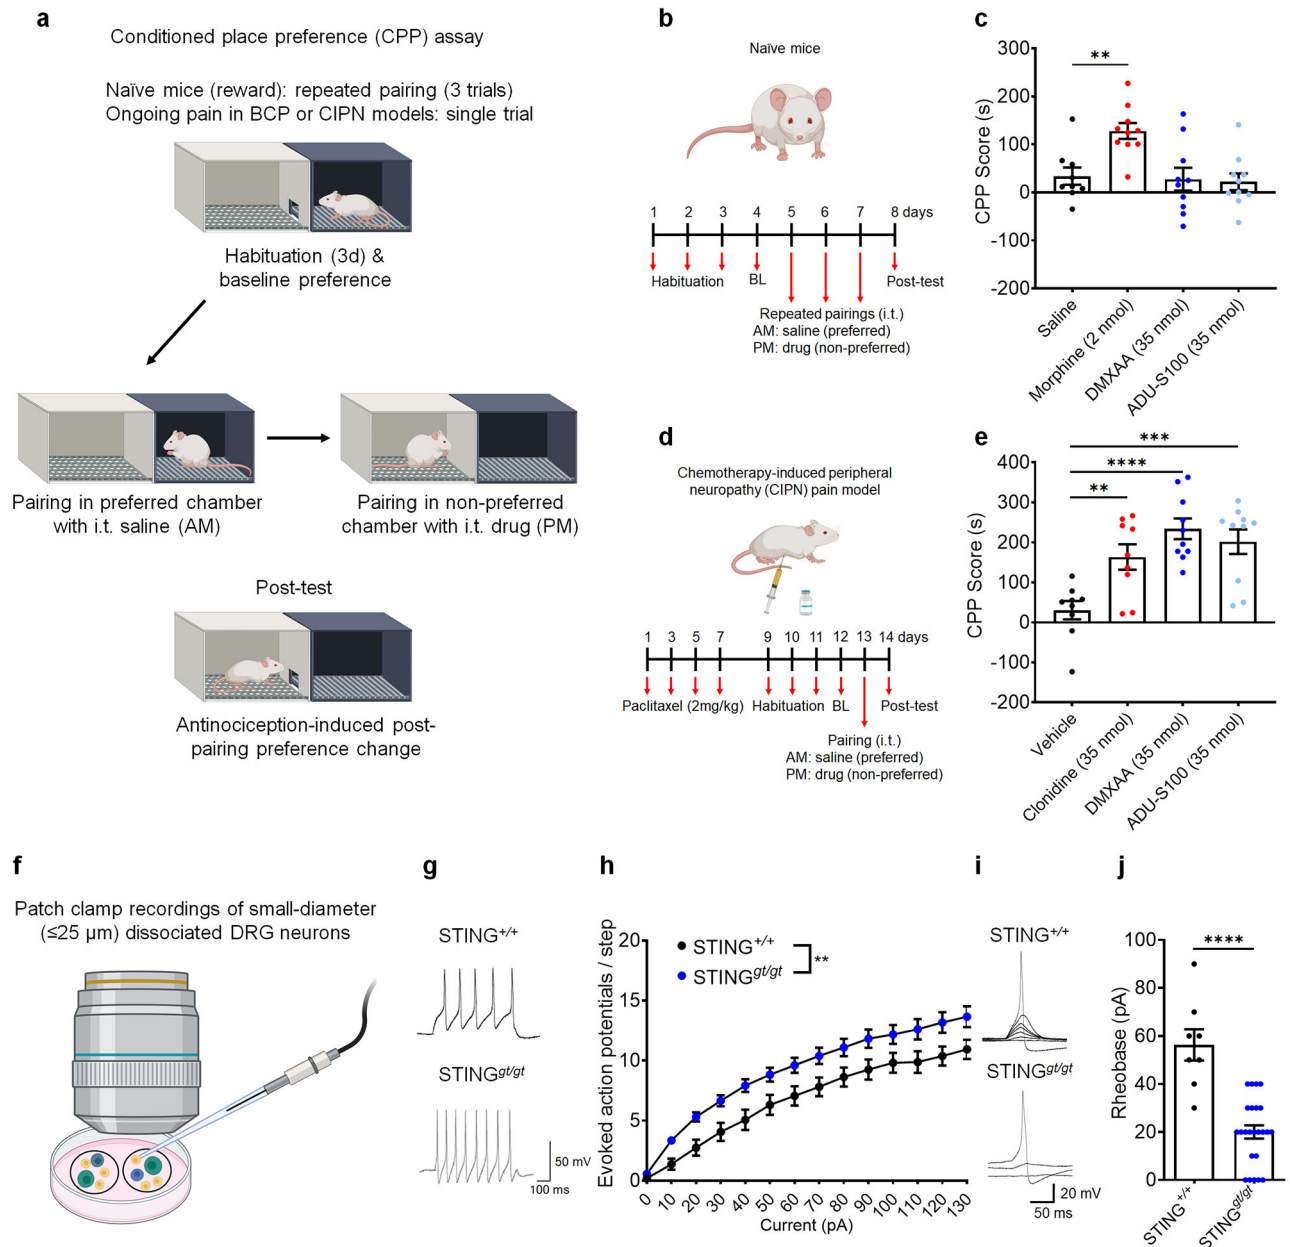 a
Conditioned place preference (CPP) assay
Naïve mice (reward): repeated pairing (3 trials)
Ongoing pain in BCP or CIPN models: single trial
Habituation (3d) &
baseline preference
Pairing in preferred chamber
with i.t. saline (AM)
Pairing in non-preferred
chamber with i.t. drug (PM)
Post-test
Antinociception-induced post-
pairing preference change
b
Naïve mice
1 2 3 4 5 6 7 8 days
Habituation BL Post-test
Repeated pairings (i.t.)
AM: saline (preferred)
PM: drug (non-preferred)
c
CPP Score (s)
300
200
100
0
-100
-200
**
Saline
Morphine (2 nmol)
DMXAA (35 nmol)
ADU-S100 (35 nmol)
d
Chemotherapy-induced peripheral
neuropathy (CIPN) pain model
1 3 5 7 9 10 11 12 13 14 days
Paclitaxel (2mg/kg) Habituation BL Post-test
Pairing (i.t.)
AM: saline (preferred)
PM: drug (non-preferred)
e
CPP Score (s)
400
300
200
100
0
-100
-200
***
****
**
Vehicle
Clonidine (35 nmol)
DMXAA (35 nmol)
ADU-S100 (35 nmol)
f
Patch clamp recordings of small-diameter
(≤25 µm) dissociated DRG neurons
g
STING+/+
STINGgt/gt
50 mV
100 ms
h
Evoked action potentials / step
20
15
10
5
0
STING+/+
STINGgt/gt
**
0 10 20 30 40 50 60 70 80 90 100 110 120 130
Current (pA)
i
STING+/+
STINGgt/gt
20 mV
50 ms
j
Rheobase (pA)
100
80
60
40
20
0
****
STING+/+
STINGgt/gt